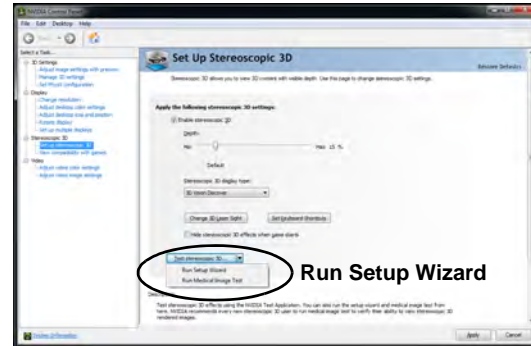 NVIDIA Control Panel
File Edit Desktop Help
Back
Select a Task...
3D Settings
Adjust image settings with preview
Manage 3D settings
Set PhysX configuration
Display
Change resolution
Adjust desktop color settings
Adjust desktop size and position
Rotate display
Set up multiple displays
Stereoscopic 3D
Set up stereoscopic 3D
View compatibility with games
Video
Adjust video color settings
Adjust video image settings
System Information
Set Up Stereoscopic 3D
Restore Defaults
Stereoscopic 3D allows you to view 3D content with visible depth. Use this page to change stereoscopic 3D settings.
Apply the following stereoscopic 3D settings:
Enable stereoscopic 3D
Depth:
Min
Max 15 %
Default
Stereoscopic 3D display type:
3D Vision Discover
Change 3D Laser Sight
Set Keyboard Shortcuts
Hide stereoscopic 3D effects when game starts
Test stereoscopic 3D...
Run Setup Wizard
Run Medical Image Test
Run Setup Wizard
Test stereoscopic 3D effects using the NVIDIA Test Application. You can also run the setup wizard and medical image test from
here. NVIDIA recommends every new stereoscopic 3D user to run medical image test to verify their ability to view stereoscopic 3D
rendered images.
Apply
Cancel